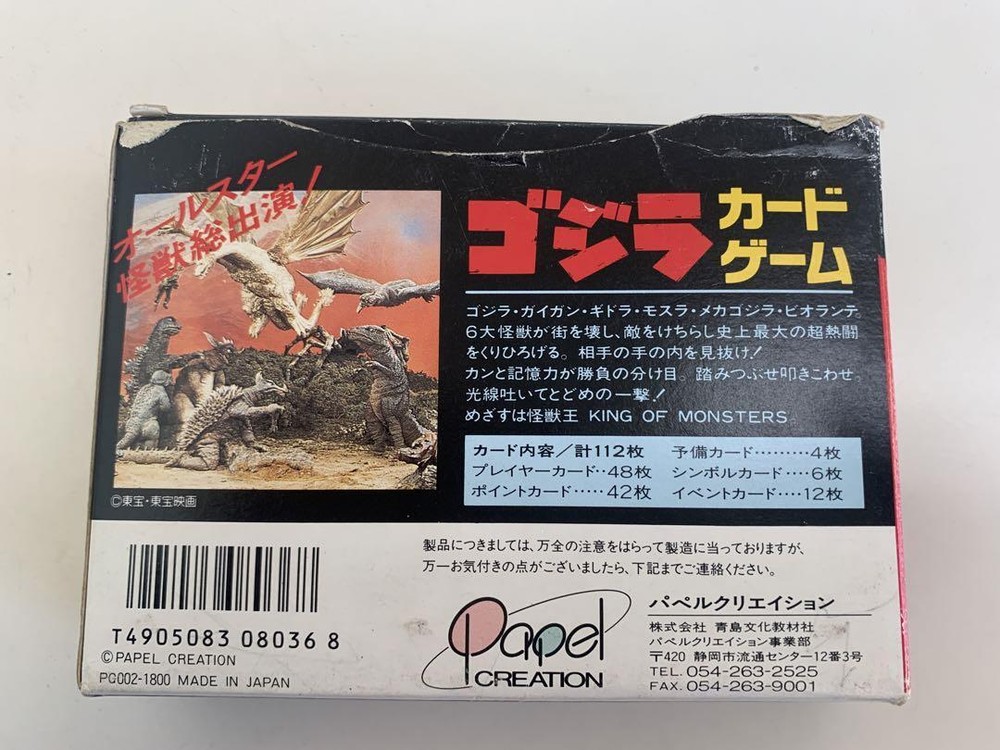 オールスター
怪獣総出演!
ゴジラ
カード
ゲーム
ゴジラ・ガイガン・ギドラ・モスラ・メカゴジラ・ビオランテ。
6大怪獣が街を壊し、敵をけちらし史上最大の超熱闘
をくりひろげる。相手の手の内を見抜け!
カンと記憶力が勝負の分け目。踏みつぶせ叩きこわせ。
光線吐いてとどめの一撃!
めざすは怪獣王 KING OF MONSTERS
カード内容/計112枚
プレイヤーカード‥48枚
ポイントカード‥‥‥42枚
予備カード‥‥‥‥‥4枚
シンボルカード‥‥6枚
イベントカード‥‥12枚
©東宝・東宝映画
製品につきましては、万全の注意をはらって製造に当っておりますが、
万一お気付きの点がございましたら、下記までご連絡ください。
T4905083 08036 8
©PAPEL CREATION
PC002-1800 MADE IN JAPAN
Papel
CREATION
パペルクリエイション
株式会社 青島文化教材社
パペルクリエイション事業部
〒420 静岡市流通センター12番3号
TEL.054-263-2525
FAX.054-263-9001